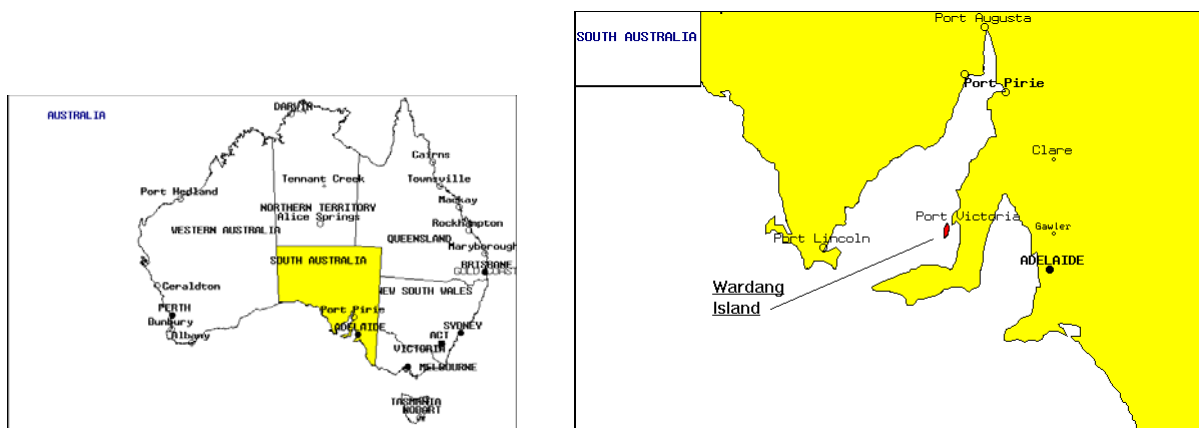 AUSTRALIA
DARWIN
Cairns
Tennant Creek
Townsville
Port Hedland
Mackay
NORTHERN TERRITORY
Alice Springs
Rockhampton
WESTERN AUSTRALIA
QUEENSLAND
Maryborough
SOUTH AUSTRALIA
BRISBANE
GOLD COAST
Geraldton
NEW SOUTH WALES
PERTH
Port Pirie
Bunbury
ADELAIDE
SYDNEY
Albany
ACT
VICTORIA
MELBOURNE
TASMANIA
HOBART
SOUTH AUSTRALIA
Port Augusta
Port Pirie
Clare
Port Victoria
Gawler
Port Lincoln
ADELAIDE
Wardang
Island